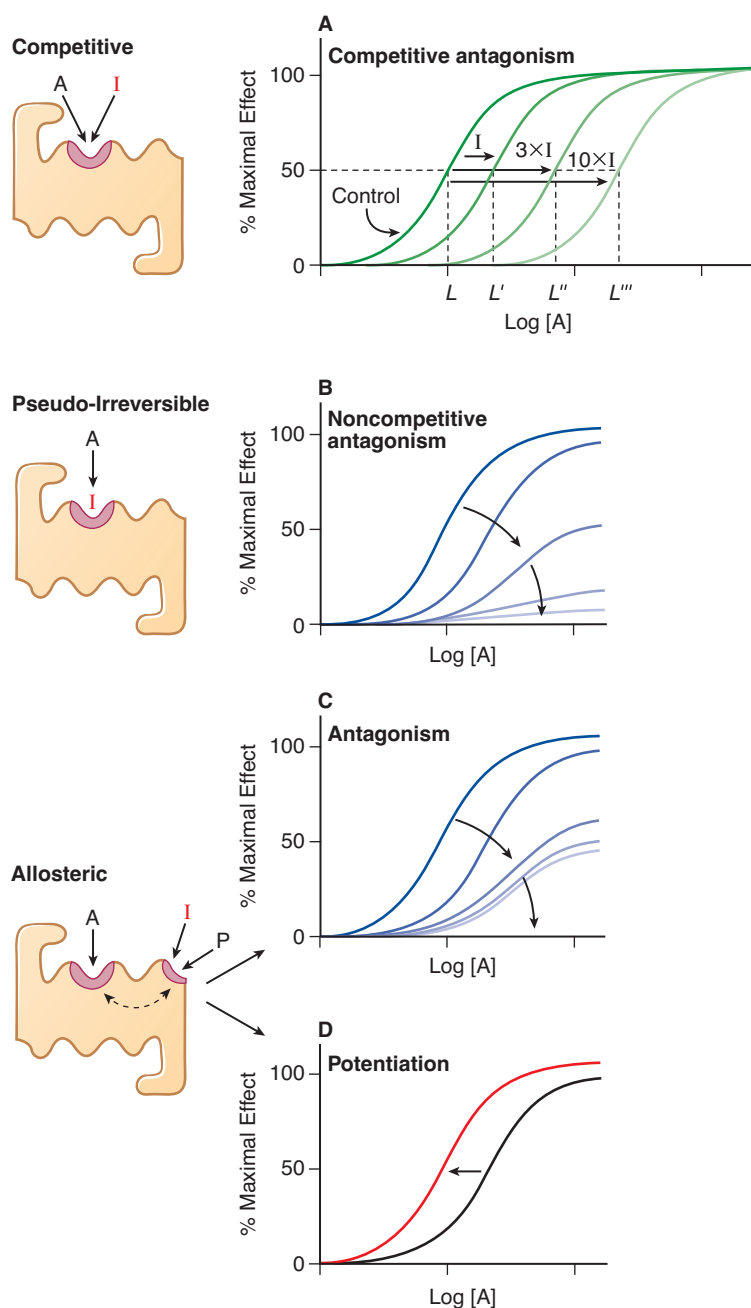 Competitive
A I
A
Competitive antagonism
% Maximal Effect
100
50
0
Control
I
3×I
10×I
L L' L'' L'''
Log [A]
Pseudo-Irreversible
A
I
B
Noncompetitive
antagonism
% Maximal Effect
100
50
0
Log [A]
Allosteric
A
I
P
C
Antagonism
% Maximal Effect
100
50
0
Log [A]
D
Potentiation
% Maximal Effect
100
50
0
Log [A]